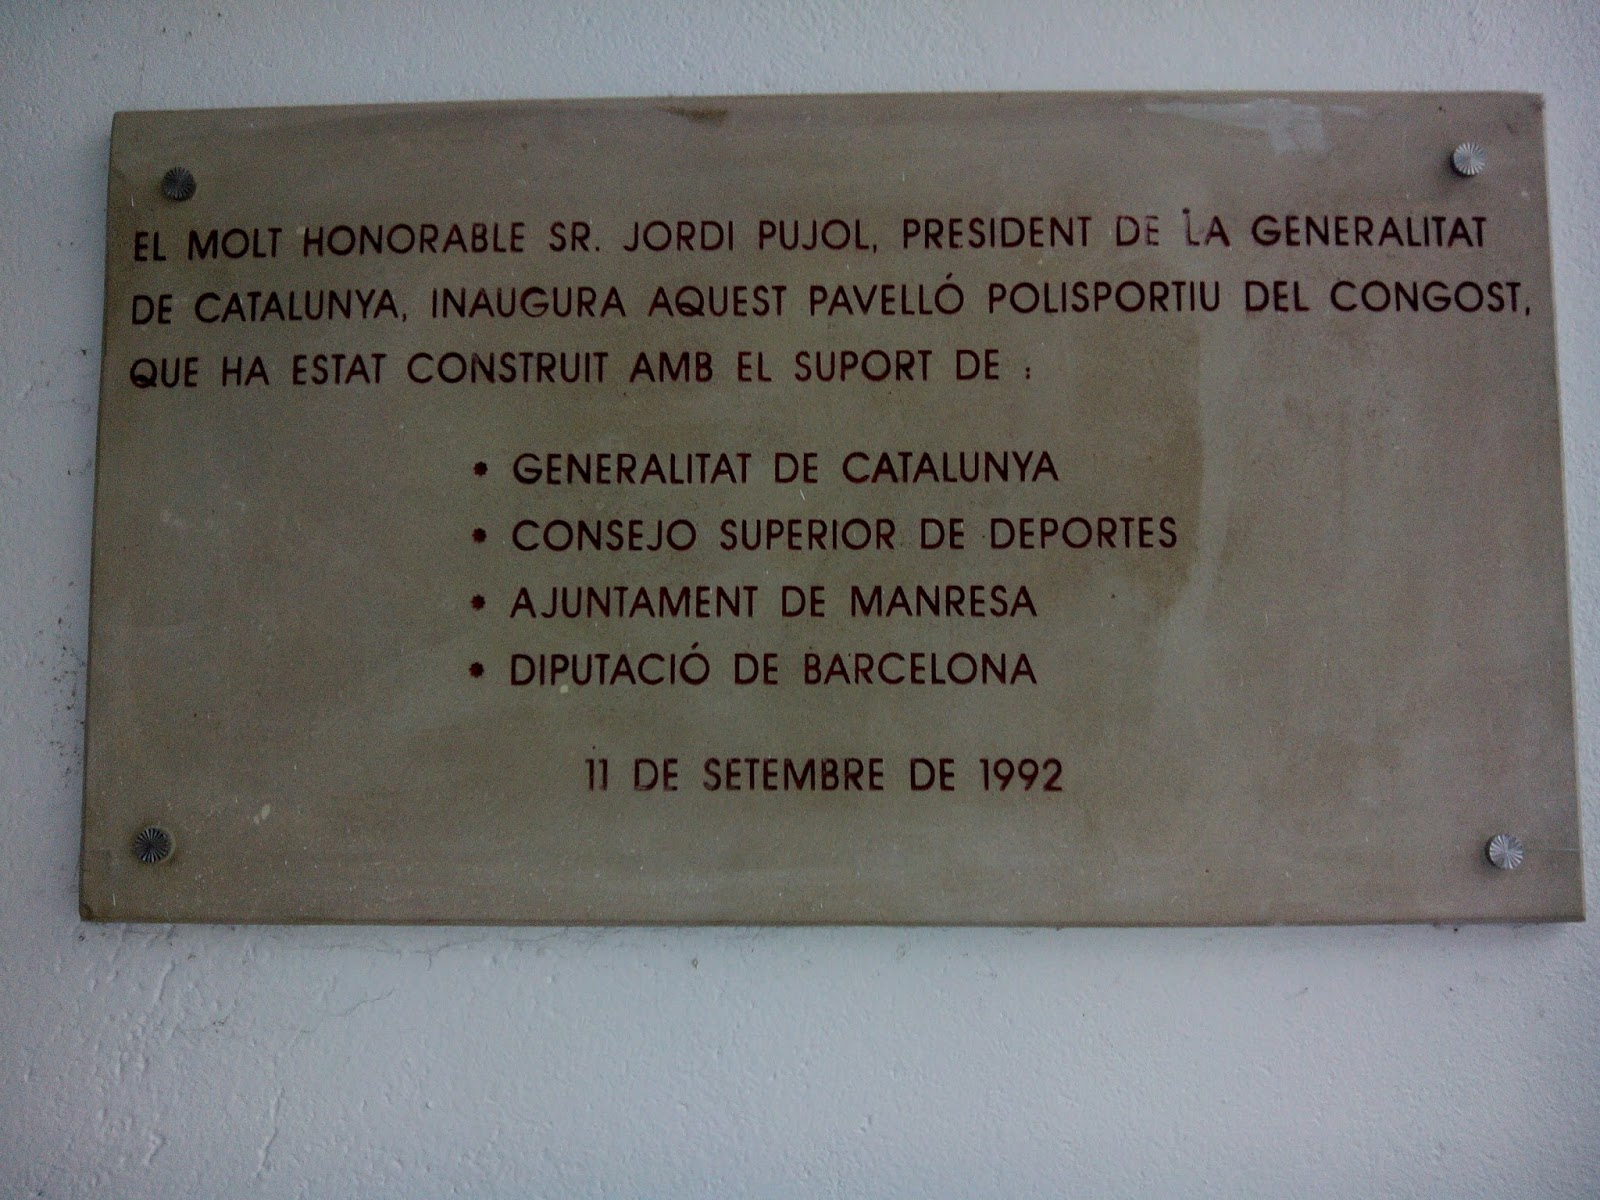 EL MOLT HONORABLE SR. JORDI PUJOL, PRESIDENT DE LA GENERALITAT
DE CATALUNYA, INAUGURA AQUEST PAVELLÓ POLISPORTIU DEL CONGOST,
QUE HA ESTAT CONSTRUIT AMB EL SUPORT DE :
• GENERALITAT DE CATALUNYA
• CONSEJO SUPERIOR DE DEPORTES
• AJUNTAMENT DE MANRESA
• DIPUTACIÓ DE BARCELONA
11 DE SETEMBRE DE 1992